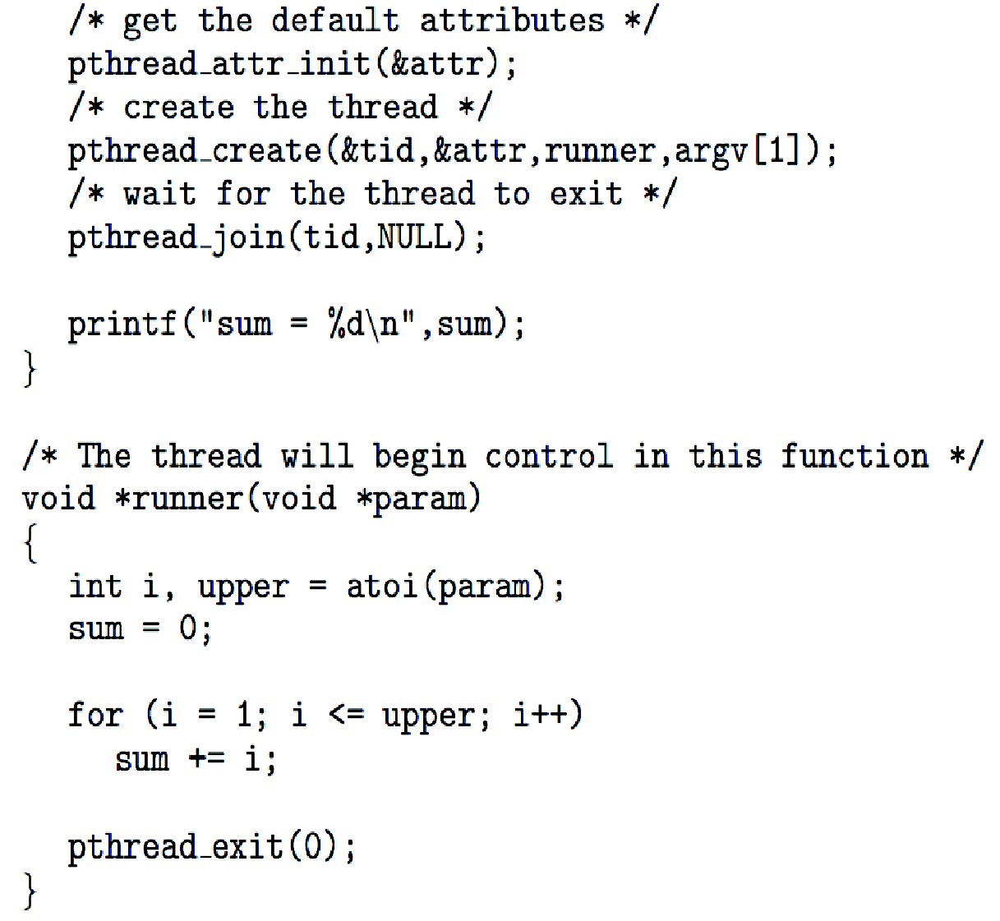 /* get the default attributes */
pthread_attr_init(&attr);
/* create the thread */
pthread_create(&tid,&attr,runner,argv[1]);
/* wait for the thread to exit */
pthread_join(tid,NULL);
printf("sum = %d\n",sum);
}
/* The thread will begin control in this function */
void *runner(void *param)
{
int i, upper = atoi(param);
sum = 0;
for (i = 1; i <= upper; i++)
sum += i;
pthread_exit(0);
}